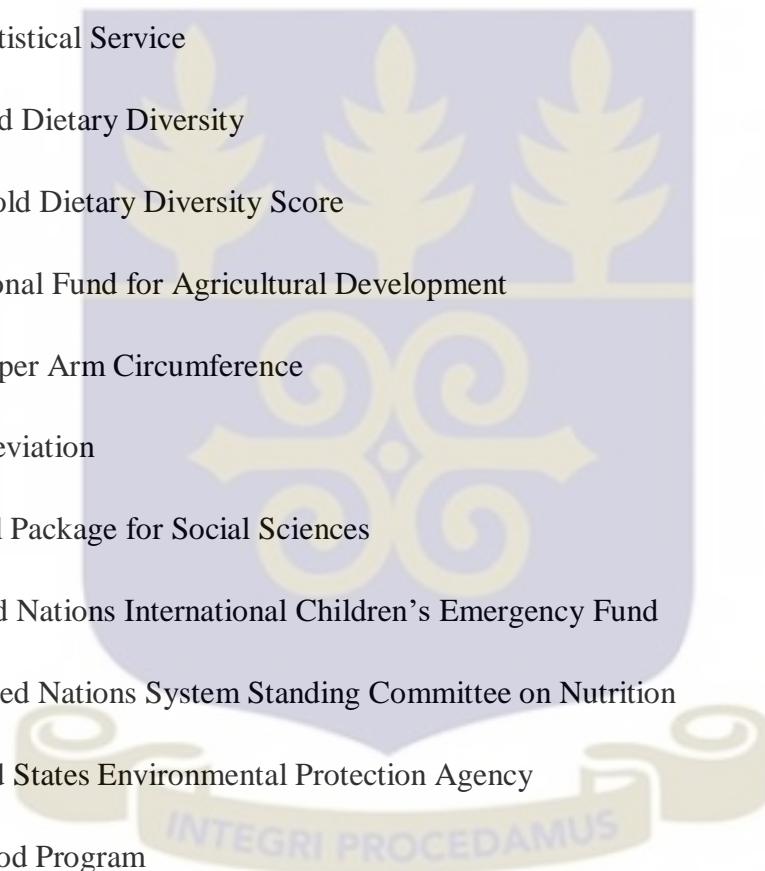 tistical Service
d Dietary Diversity
old Dietary Diversity Score
onal Fund for Agricultural Development
per Arm Circumference
eviation
l Package for Social Sciences
d Nations International Children’s Emergency Fund
ed Nations System Standing Committee on Nutrition
d States Environmental Protection Agency
INTEGRI PROCEDAMUS
od Program